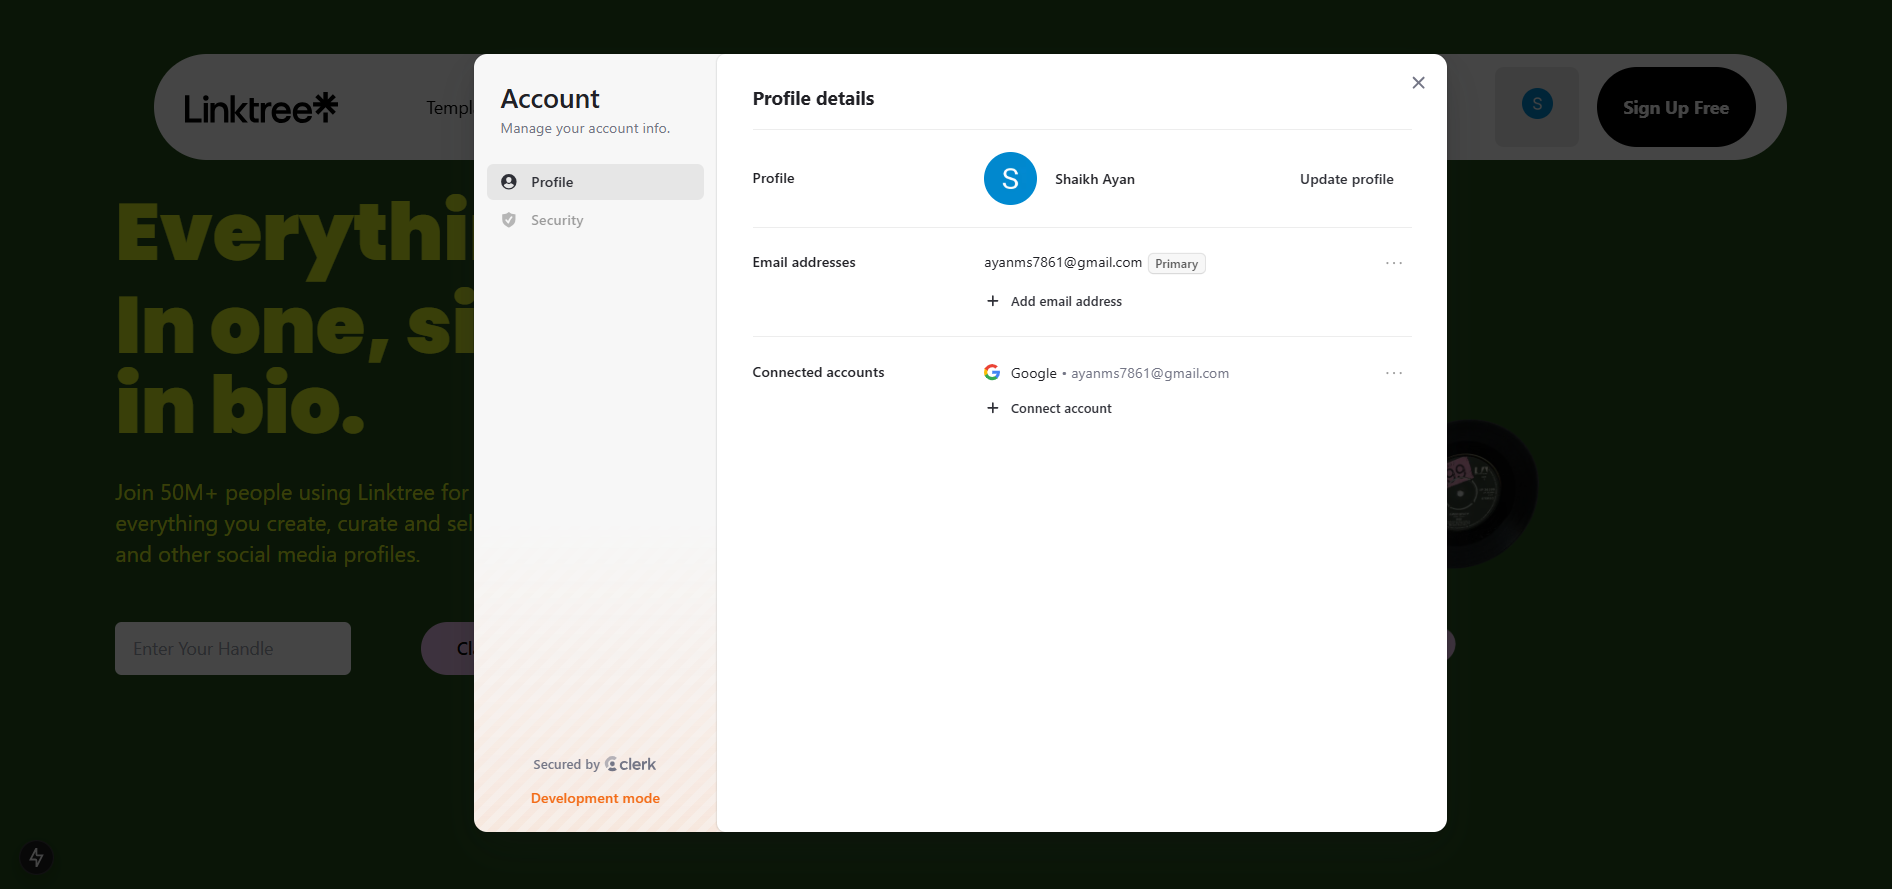 Linktree
Templ
S
Sign Up Free
Everythi
In one, si
in bio.
Join 50M+ people using Linktree for
everything you create, curate and sel
and other social media profiles.
Enter Your Handle
Cl
Account
Manage your account info.
Profile
Security
Secured by clerk
Development mode
Profile details
Profile
S
Shaikh Ayan
Update profile
Email addresses
ayanms7861@gmail.com Primary
Add email address
Connected accounts
Google • ayanms7861@gmail.com
Connect account